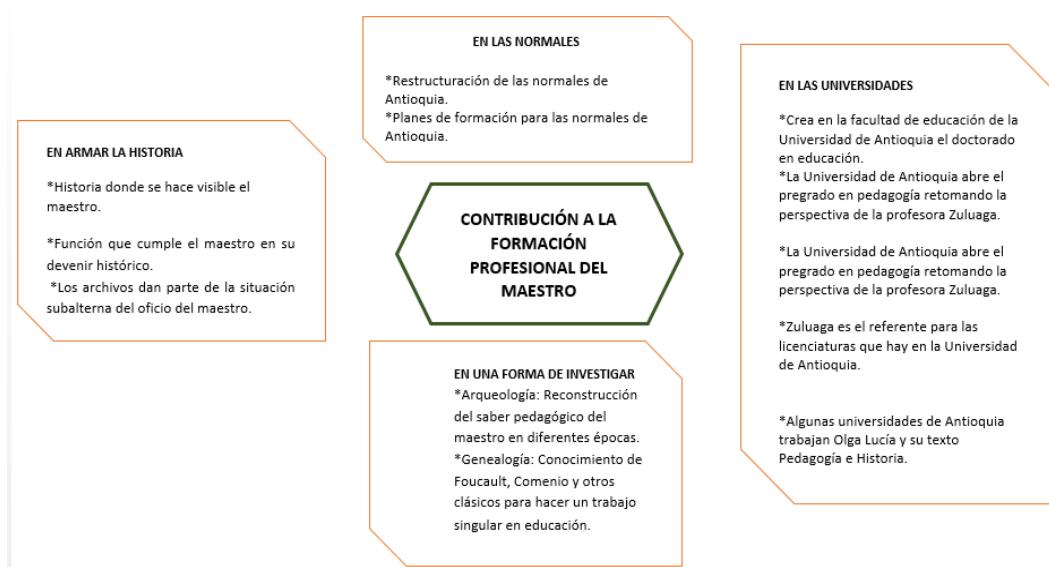 EN LAS NORMALES
*Restructuración de las normales de
Antioquia.
*Planes de formación para las normales de
Antioquia.
EN ARMAR LA HISTORIA
*Historia donde se hace visible el
maestro.
*Función que cumple el maestro en su
devenir histórico.
*Los archivos dan parte de la situación
subalterna del oficio del maestro.
CONTRIBUCIÓN A LA
FORMACIÓN
PROFESIONAL DEL
MAESTRO
EN UNA FORMA DE INVESTIGAR
*Arqueología: Reconstrucción
del saber pedagógico del
maestro en diferentes épocas.
*Genealogía: Conocimiento de
Foucault, Comenio y otros
clásicos para hacer un trabajo
singular en educación.
EN LAS UNIVERSIDADES
*Crea en la facultad de educación de la
Universidad de Antioquia el doctorado
en educación.
*La Universidad de Antioquia abre el
pregrado en pedagogía retomando la
perspectiva de la profesora Zuluaga.
*La Universidad de Antioquia abre el
pregrado en pedagogía retomando la
perspectiva de la profesora Zuluaga.
*Zuluaga es el referente para las
licenciaturas que hay en la Universidad
de Antioquia.
*Algunas universidades de Antioquia
trabajan Olga Lucía y su texto
Pedagogía e Historia.